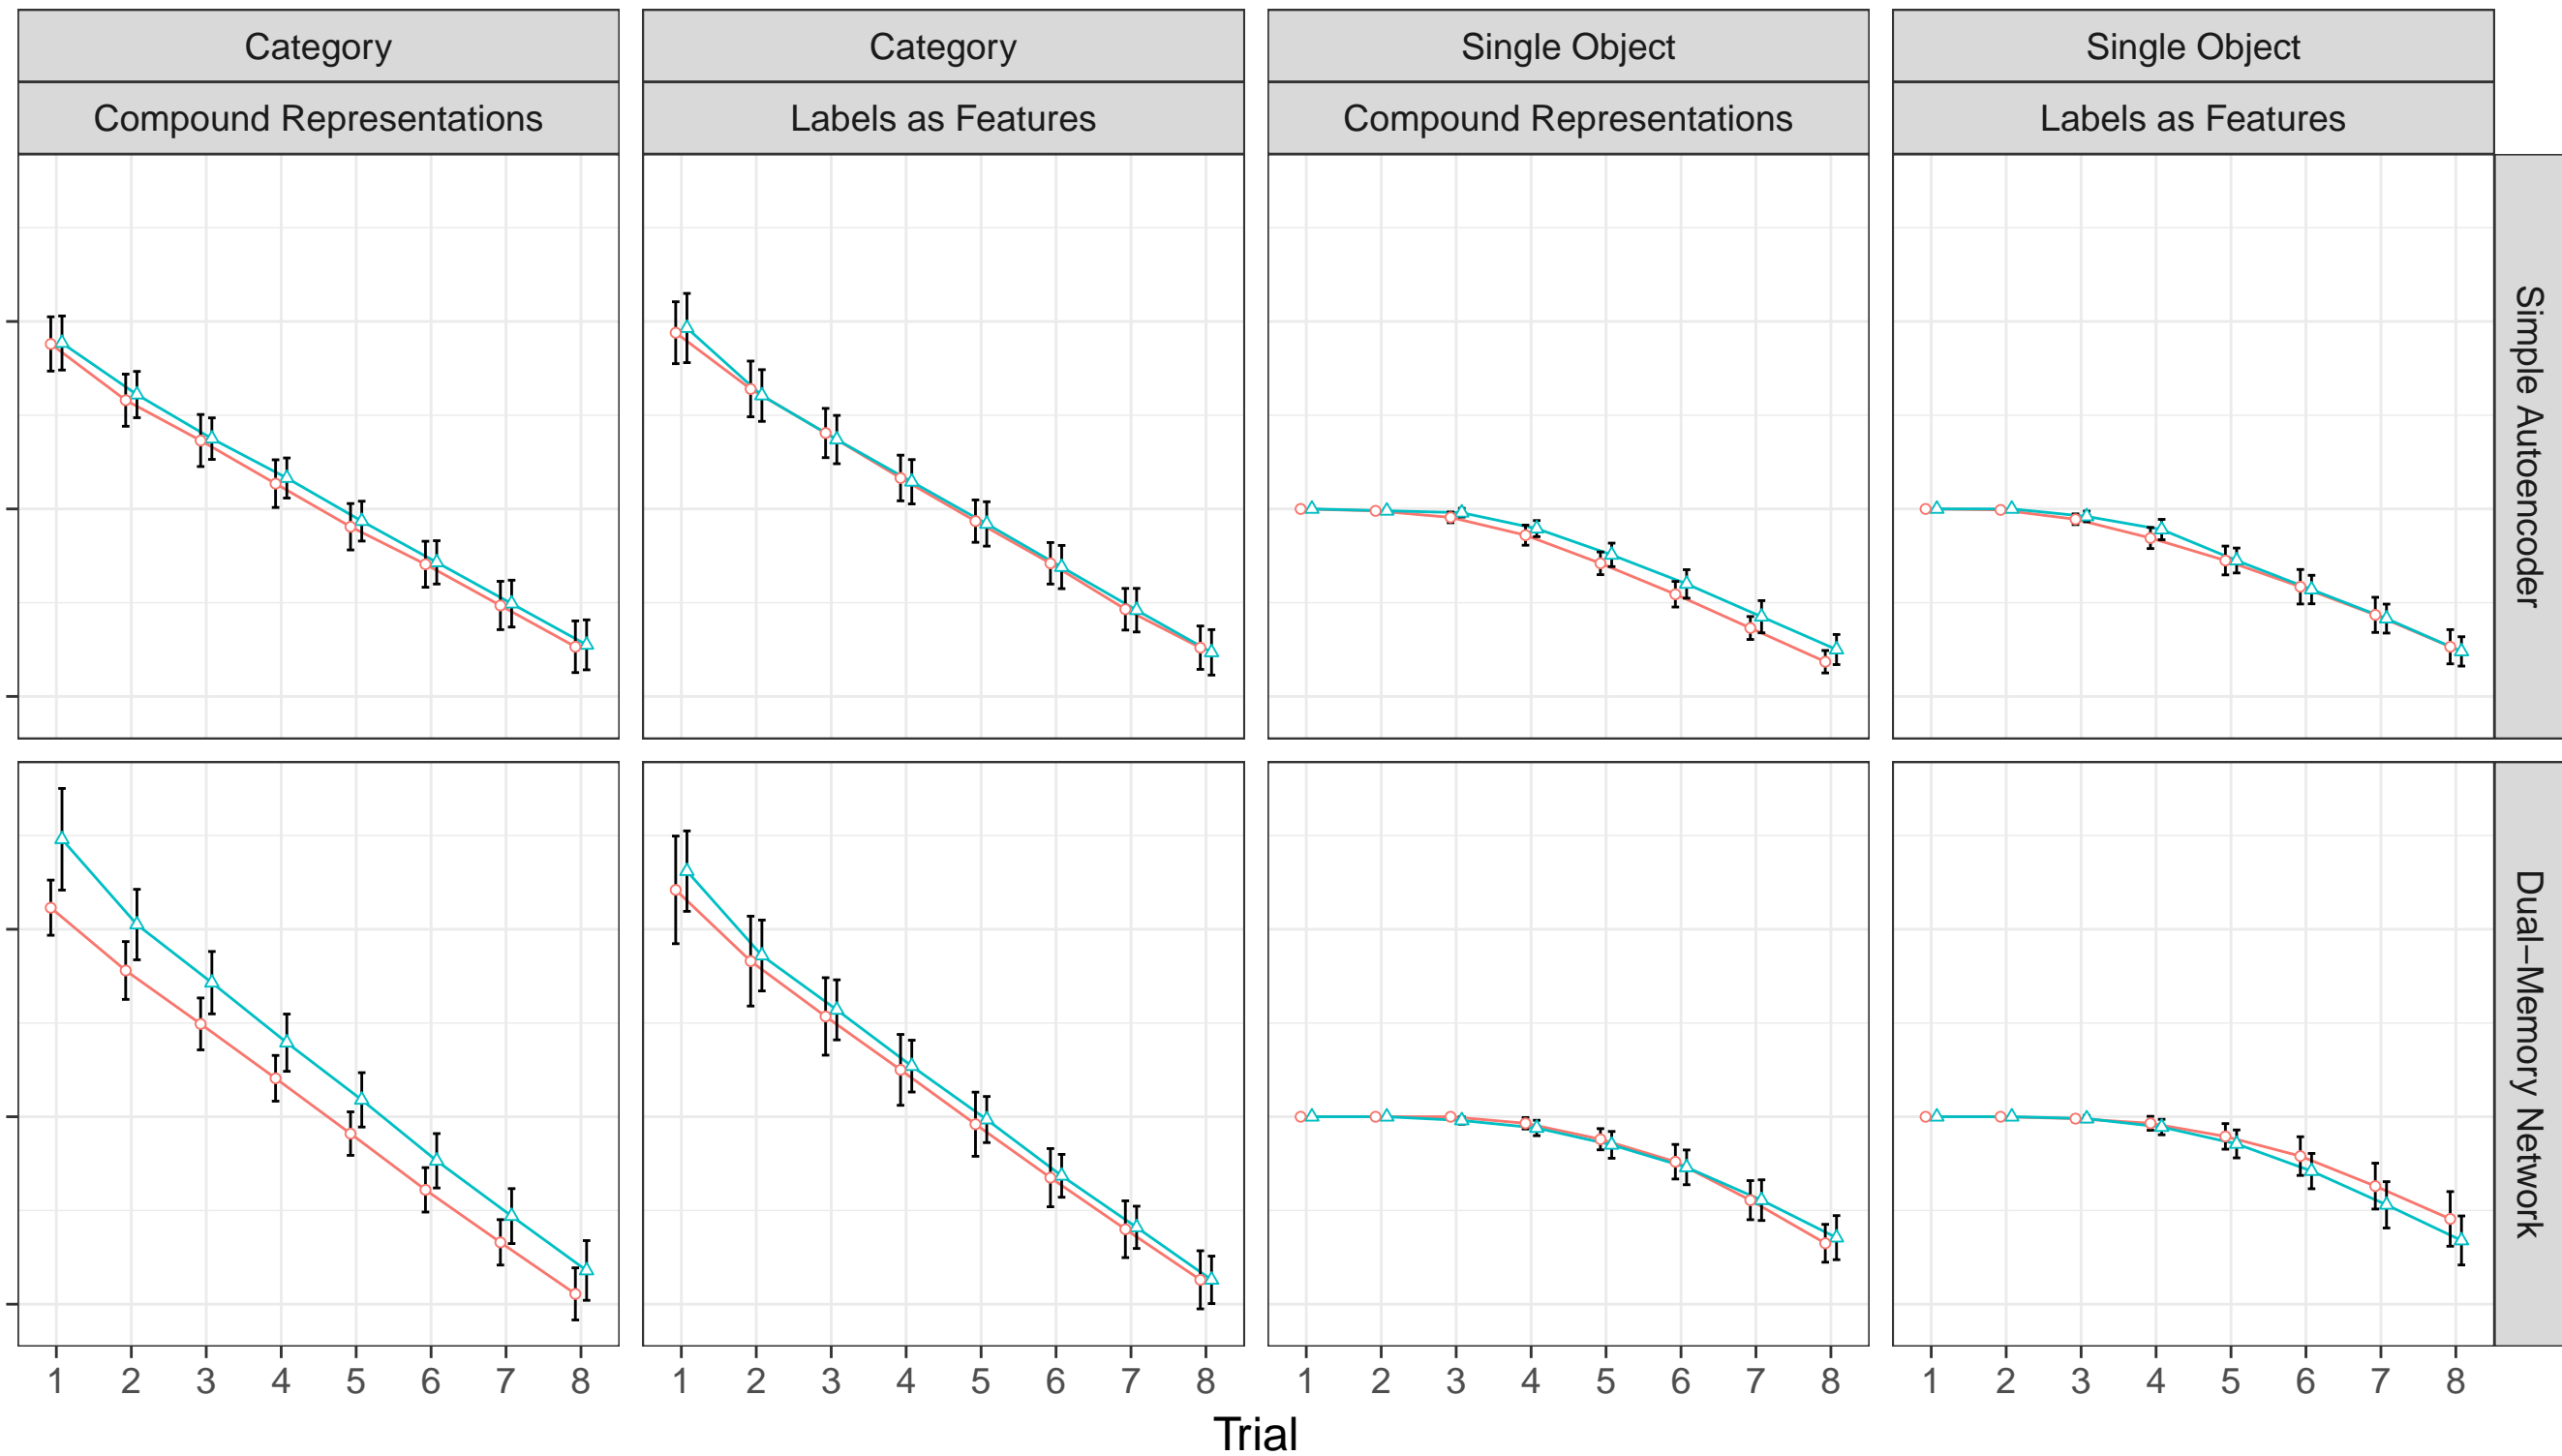 Category
Category
Single Object
Single Object
Compound Representations
Labels as Features
Compound Representations
Labels as Features
Simple Autoencoder
Dual−Memory Network
1 2 3 4 5 6 7 8
1 2 3 4 5 6 7 8
1 2 3 4 5 6 7 8
1 2 3 4 5 6 7 8
Trial